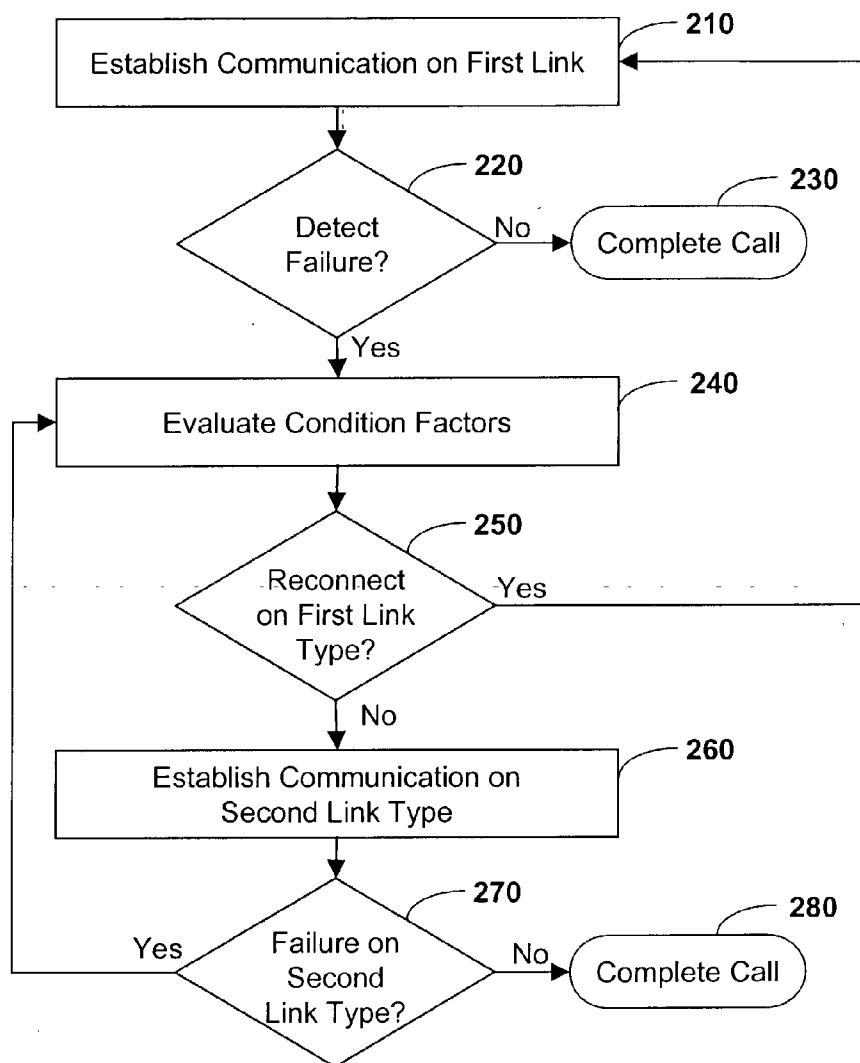 210
Establish Communication on First Link
220
Detect
Failure?
No
230
Complete Call
Yes
240
Evaluate Condition Factors
250
Reconnect
on First Link
Type?
Yes
No
260
Establish Communication on
Second Link Type
270
Yes
Failure on
Second
Link Type?
No
280
Complete Call